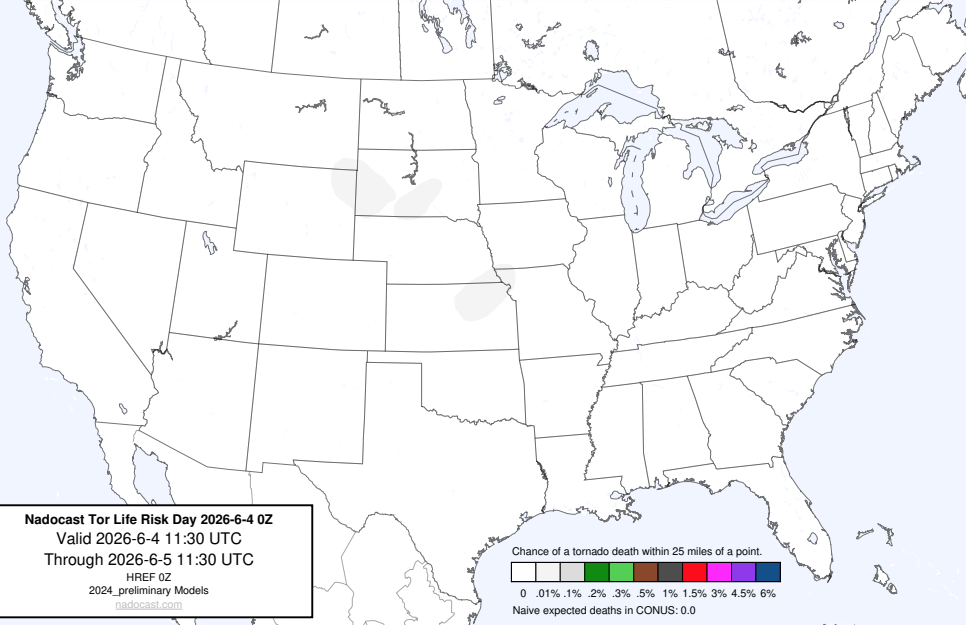 Nadocast Tor Life Risk Day 2026-6-4 0Z
Valid 2026-6-4 11:30 UTC
Through 2026-6-5 11:30 UTC
HREF 0Z
2024_preliminary Models
nadocast.com
Chance of a tornado death within 25 miles of a point.
0 .01% .1% .2% .3% .5% 1% 1.5% 3% 4.5% 6%
Naive expected deaths in CONUS: 0.0